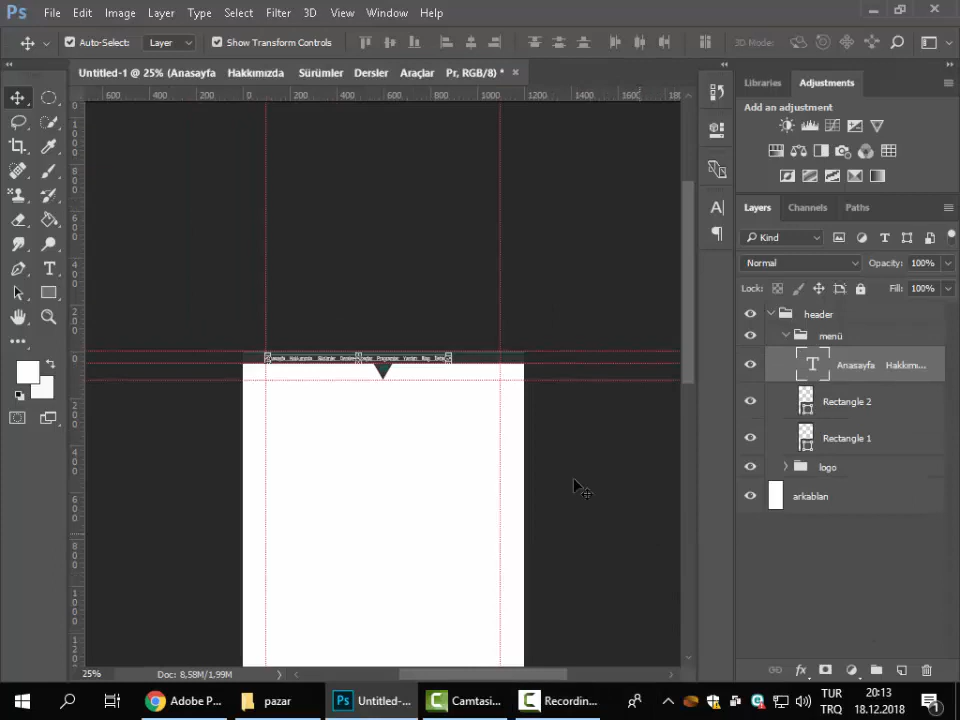 Ps File Edit Image Layer Type Select Filter 3D View Window Help
Auto-Select: Layer Show Transform Controls 3D Mode:
Untitled-1 @ 25% (Anasayfa Hakkımızda Sürümler Dersler Araçlar Pr, RGB/8) * ×
Libraries Adjustments
600 400 200 0 200 400 600 800 1000 1200 1400 1600
Add an adjustment
Layers Channels Paths
Kind
Normal Opacity: 100%
Lock: Fill: 100%
header
menü
Anasayfa Hakkımı...
Rectangle 2
Rectangle 1
logo
arkablan
25% Doc: 8,58M/1,99M
Adobe P... pazar Untitled-... Camtasi... Recordin... TUR 20:13
TRQ 18.12.2018